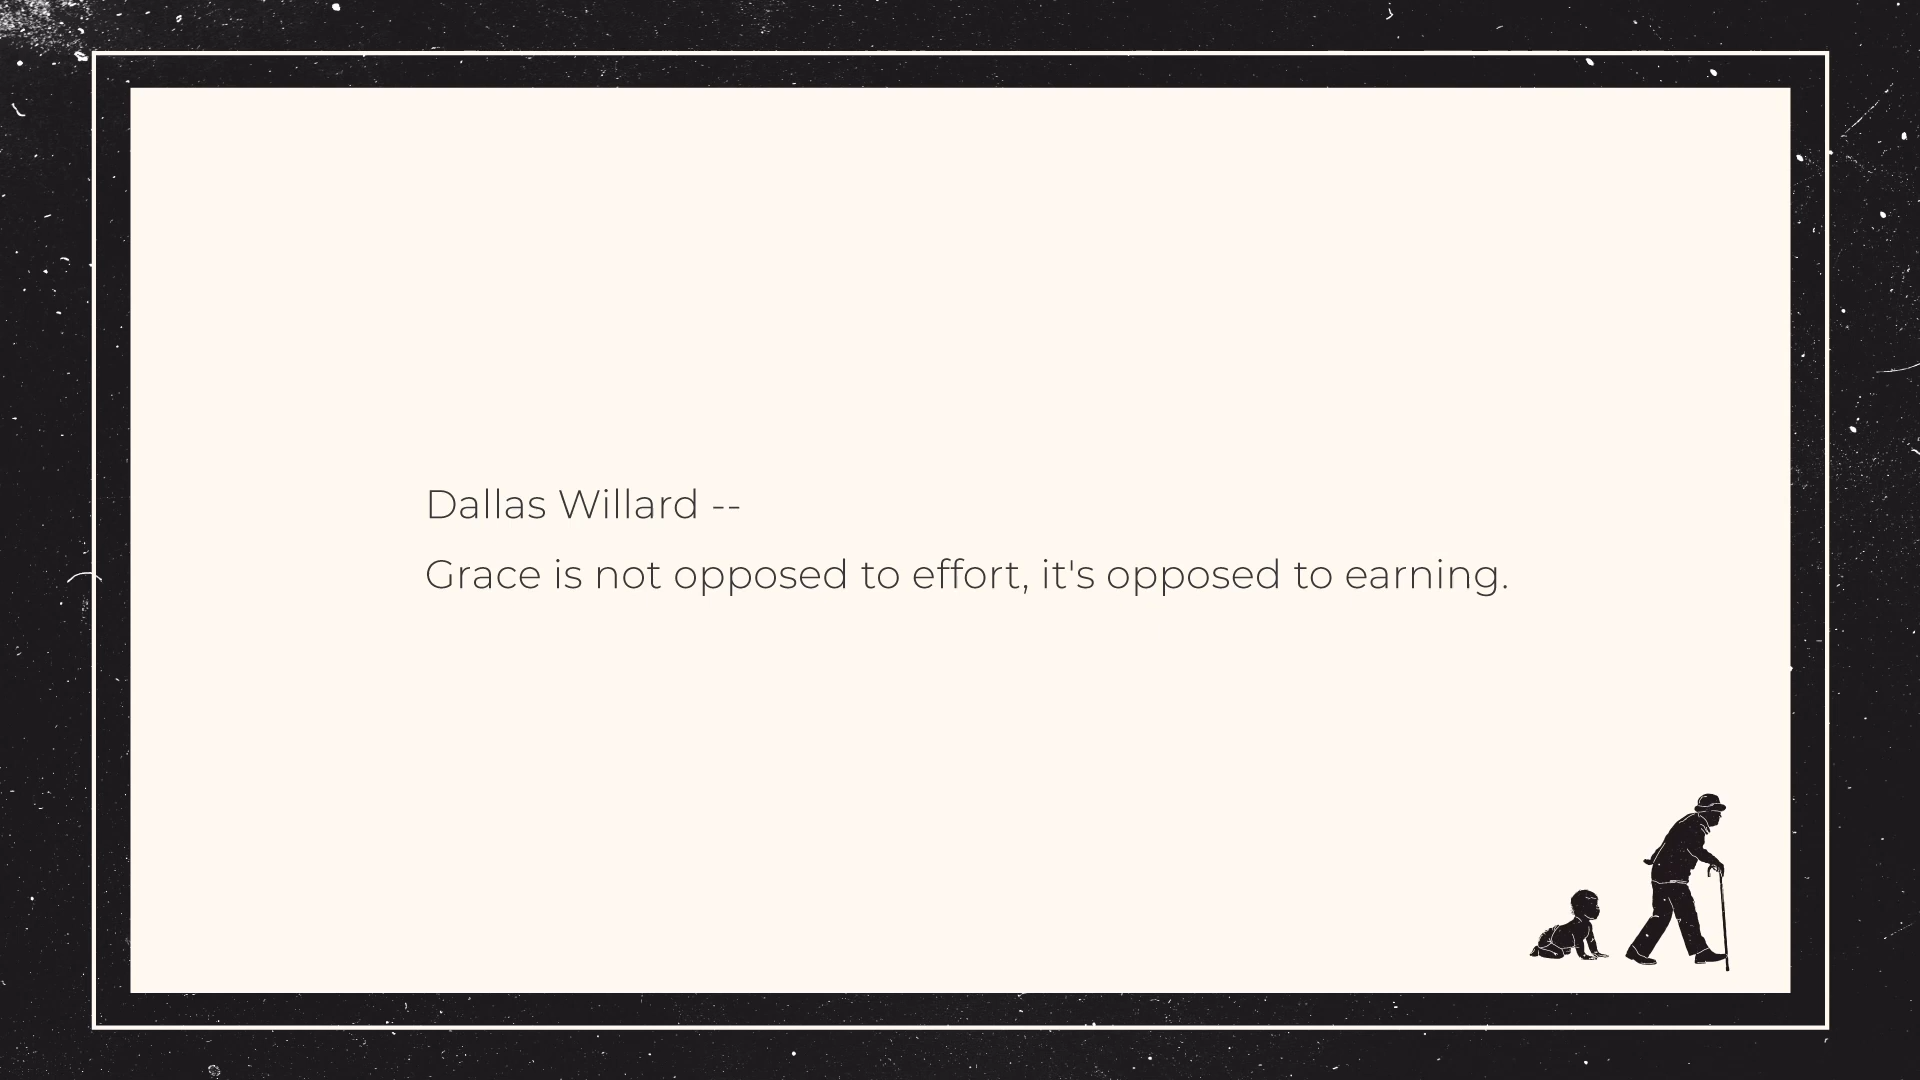 Dallas Willard --
Grace is not opposed to effort, it's opposed to earning.